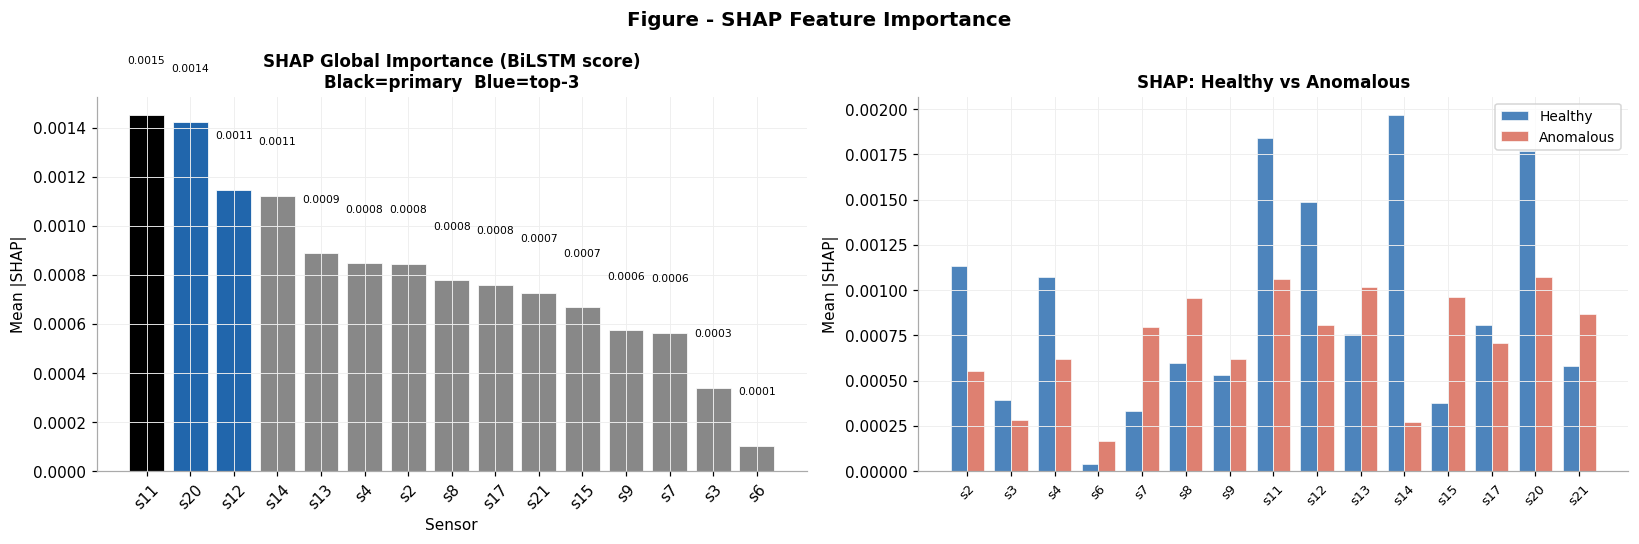 Figure - SHAP Feature Importance
SHAP Global Importance (BiLSTM score)
Black=primary  Blue=top-3
0.0015
0.0014
0.0011
0.0011
0.0009
0.0008
0.0008
0.0008
0.0008
0.0007
0.0007
0.0006
0.0006
0.0003
0.0001
Mean |SHAP|
0.0014
0.0012
0.0010
0.0008
0.0006
0.0004
0.0002
0.0000
s11 s20 s12 s14 s13 s4 s2 s8 s17 s21 s15 s9 s7 s3 s6
Sensor
SHAP: Healthy vs Anomalous
Healthy
Anomalous
Mean |SHAP|
0.00200
0.00175
0.00150
0.00125
0.00100
0.00075
0.00050
0.00025
0.00000
s2 s3 s4 s6 s7 s8 s9 s11 s12 s13 s14 s15 s17 s20 s21